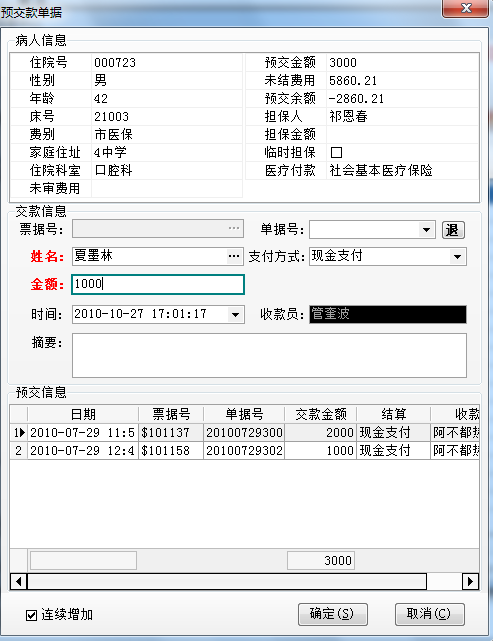 预交款单据
病人信息
住院号 000723 预交金额 3000
性别 男 未结费用 5860.21
年龄 42 预交余额 -2860.21
床号 21003 担保人 祁恩春
费别 市医保 担保金额
家庭住址 4中学 临时担保
住院科室 口腔科 医疗付款 社会基本医疗保险
未审费用
交款信息
票据号： 单据号： 退
姓名： 夏墨林 支付方式： 现金支付
金额： 1000
时间： 2010-10-27 17:01:17 收款员： 管奎波
摘要：
预交信息
日期 票据号 单据号 交款金额 结算 收款
1 2010-07-29 11:5 $101137 20100729300 2000 现金支付 阿不都热
2 2010-07-29 12:4 $101158 20100729302 1000 现金支付 阿不都热
3000
连续增加 确定(S) 取消(C)